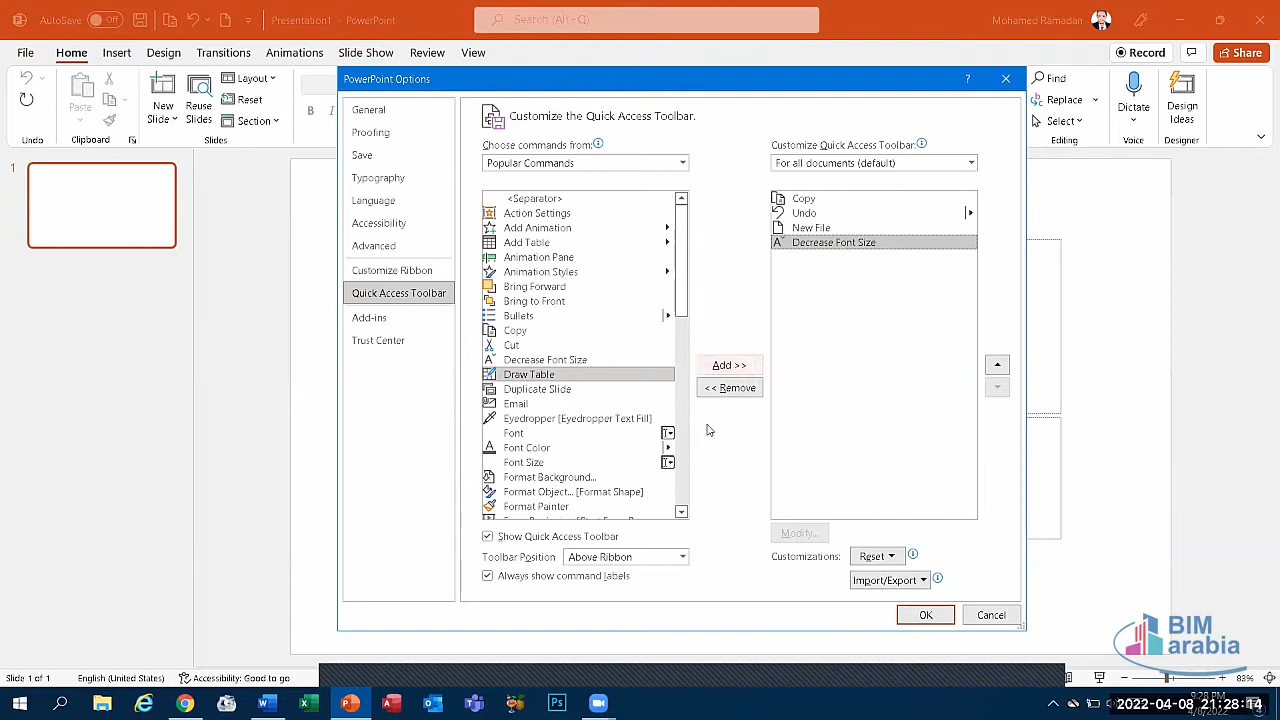 AutoSave Off Presentation1 - PowerPoint Search (Alt+Q) Mohamed Ramadan
File Home Insert Design Transitions Animations Slide Show Review View Record Share
Undo
Paste
Clipboard
New Slide
Reuse Slides
Layout
Reset
Section
Slides
B I
Find
Replace
Select
Editing
Dictate
Voice
Design Ideas
Designer
1
PowerPoint Options ?
General
Proofing
Save
Typography
Language
Accessibility
Advanced
Customize Ribbon
Quick Access Toolbar
Add-ins
Trust Center
Customize the Quick Access Toolbar.
Choose commands from:
Popular Commands
<Separator>
Action Settings
Add Animation
Add Table
Animation Pane
Animation Styles
Bring Forward
Bring to Front
Bullets
Copy
Cut
Decrease Font Size
Draw Table
Duplicate Slide
Email
Eyedropper [Eyedropper Text Fill]
Font
Font Color
Font Size
Format Background...
Format Object... [Format Shape]
Format Painter
Show Quick Access Toolbar
Toolbar Position Above Ribbon
Always show command labels
Add >>
<< Remove
Customize Quick Access Toolbar:
For all documents (default)
Copy
Undo
New File
Decrease Font Size
Modify...
Customizations: Reset
Import/Export
OK Cancel
BIM
arabia
Slide 1 of 1 Accessibility: Good to go 83%
2022-04-08 21:28:14